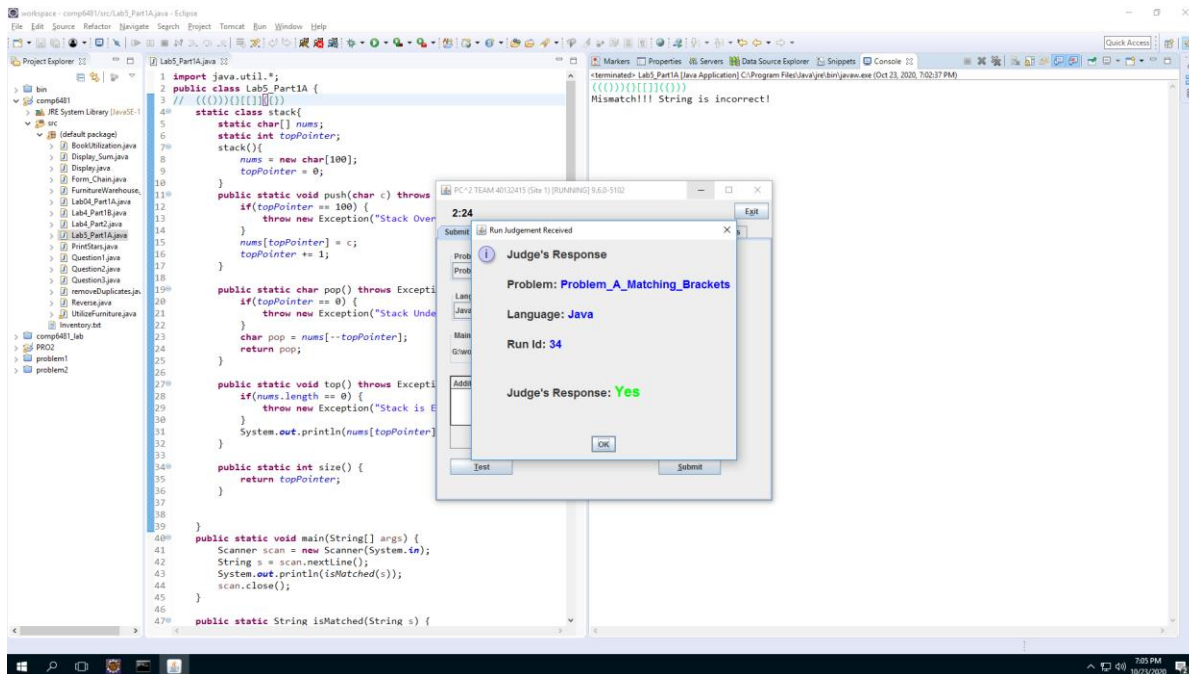 workspace - comp6481/src/Lab5_Part1A.java - Eclipse
File Edit Source Refactor Navigate Search Project Tomcat Run Window Help
Quick Access
Project Explorer
bin
comp6481
JRE System Library [JavaSE-1
src
(default package)
BookUtilization.java
Display_Sum.java
Display.java
Form_Chain.java
FurnitureWarehouse.
Lab04_Part1A.java
Lab4_Part1B.java
Lab4_Part2.java
Lab5_Part1A.java
PrintStars.java
Question1.java
Question2.java
Question3.java
removeDuplicates.jav
Reverse.java
UtilizeFurniture.java
Inventory.txt
comp6481_lab
PRO2
problem1
problem2
Lab5_Part1A.java
1 import java.util.*;
2 public class Lab5_Part1A {
3 // ((())){}[[]]({})
4 static class stack{
5 static char[] nums;
6 static int topPointer;
7 stack(){
8 nums = new char[100];
9 topPointer = 0;
10 }
11 public static void push(char c) throws
12 if(topPointer == 100) {
13 throw new Exception("Stack Over
14 }
15 nums[topPointer] = c;
16 topPointer += 1;
17 }
18
19 public static char pop() throws Excepti
20 if(topPointer == 0) {
21 throw new Exception("Stack Unde
22 }
23 char pop = nums[--topPointer];
24 return pop;
25 }
26
27 public static void top() throws Excepti
28 if(nums.length == 0) {
29 throw new Exception("Stack is E
30 }
31 System.out.println(nums[topPointer]
32 }
33
34 public static int size() {
35 return topPointer;
36 }
37
38
39 }
40 public static void main(String[] args) {
41 Scanner scan = new Scanner(System.in);
42 String s = scan.nextLine();
43 System.out.println(isMatched(s));
44 scan.close();
45 }
46
47 public static String isMatched(String s) {
Markers Properties Servers Data Source Explorer Snippets Console
<terminated> Lab5_Part1A [Java Application] C:\Program Files\Java\jre\bin\javaw.exe (Oct 23, 2020, 7:02:37 PM)
((())){}[[]]({}))
Mismatch!!! String is incorrect!
PC^2 TEAM 40132415 (Site 1) [RUNNING] 9.6.0-5102
2:24
Exit
Submit
Prob
Prob
Lang
Java
Main
G:\wo
Addit
Test
Submit
Run Judgement Received
Judge's Response
Problem: Problem_A_Matching_Brackets
Language: Java
Run Id: 34
Judge's Response: Yes
OK
7:05 PM
10/23/2020